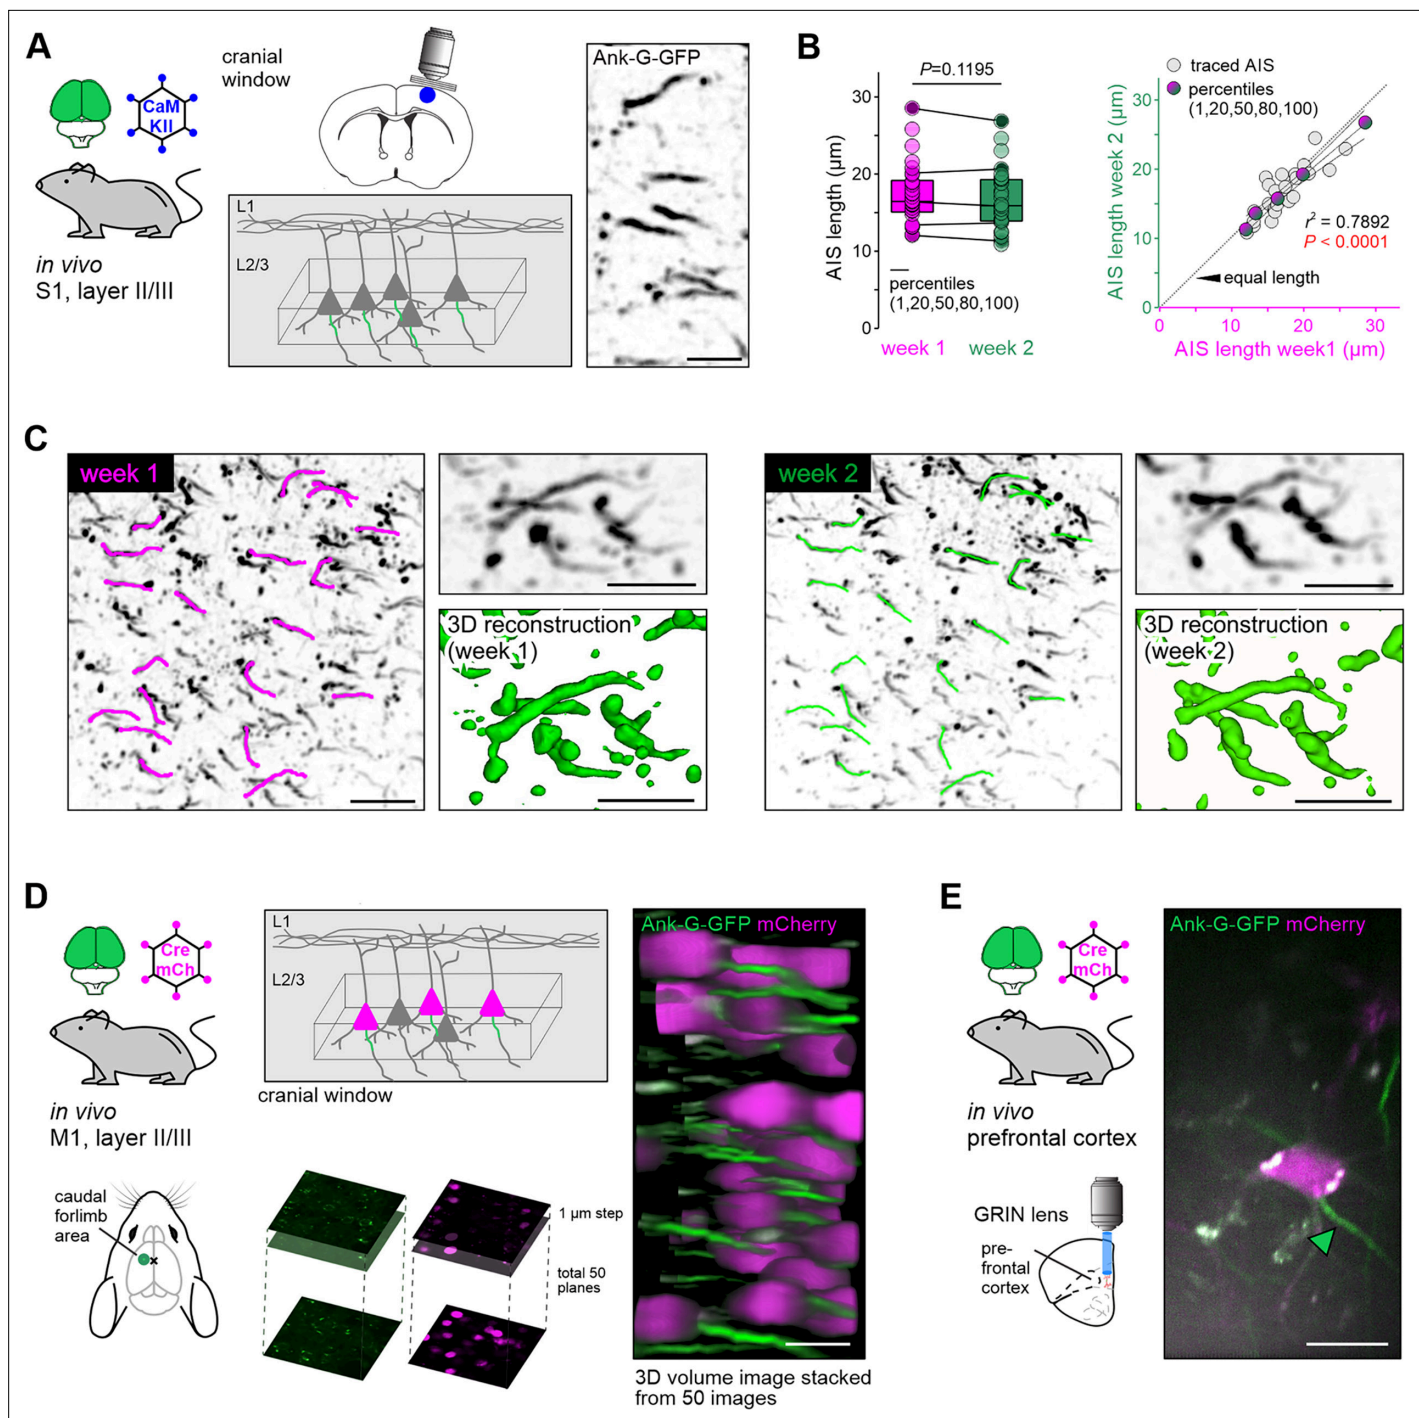 A
CaM
KII
in vivo
S1, layer II/III
cranial
window
L1
L2/3
Ank-G-GFP
B
P=0.1195
AIS length (µm)
30
20
10
0
percentiles
(1,20,50,80,100)
week 1
week 2
traced AIS
percentiles
(1,20,50,80,100)
AIS length week 2 (µm)
30
20
10
0
r² = 0.7892
P < 0.0001
equal length
0
10
20
30
AIS length week1 (µm)
C
week 1
3D reconstruction
(week 1)
week 2
3D reconstruction
(week 2)
D
Cre
mCh
in vivo
M1, layer II/III
caudal
forlimb
area
L1
L2/3
cranial window
1 µm step
total 50
planes
Ank-G-GFP mCherry
3D volume image stacked
from 50 images
E
Cre
mCh
in vivo
prefrontal cortex
GRIN lens
pre-
frontal
cortex
Ank-G-GFP mCherry